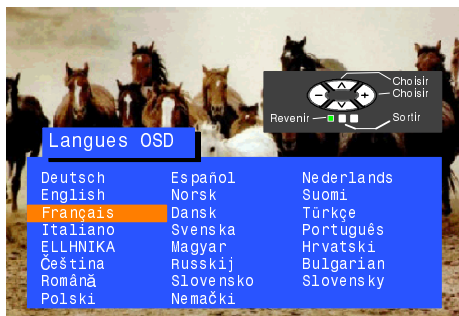 Choisir
Choisir
Revenir
Sortir
Langues OSD
Deutsch Español Nederlands
English Norsk Suomi
Français Dansk Türkçe
Italiano Svenska Português
ELLHNIKA Magyar Hrvatski
Čeština Russkij Bulgarian
Română Slovensko Slovensky
Polski Nemački